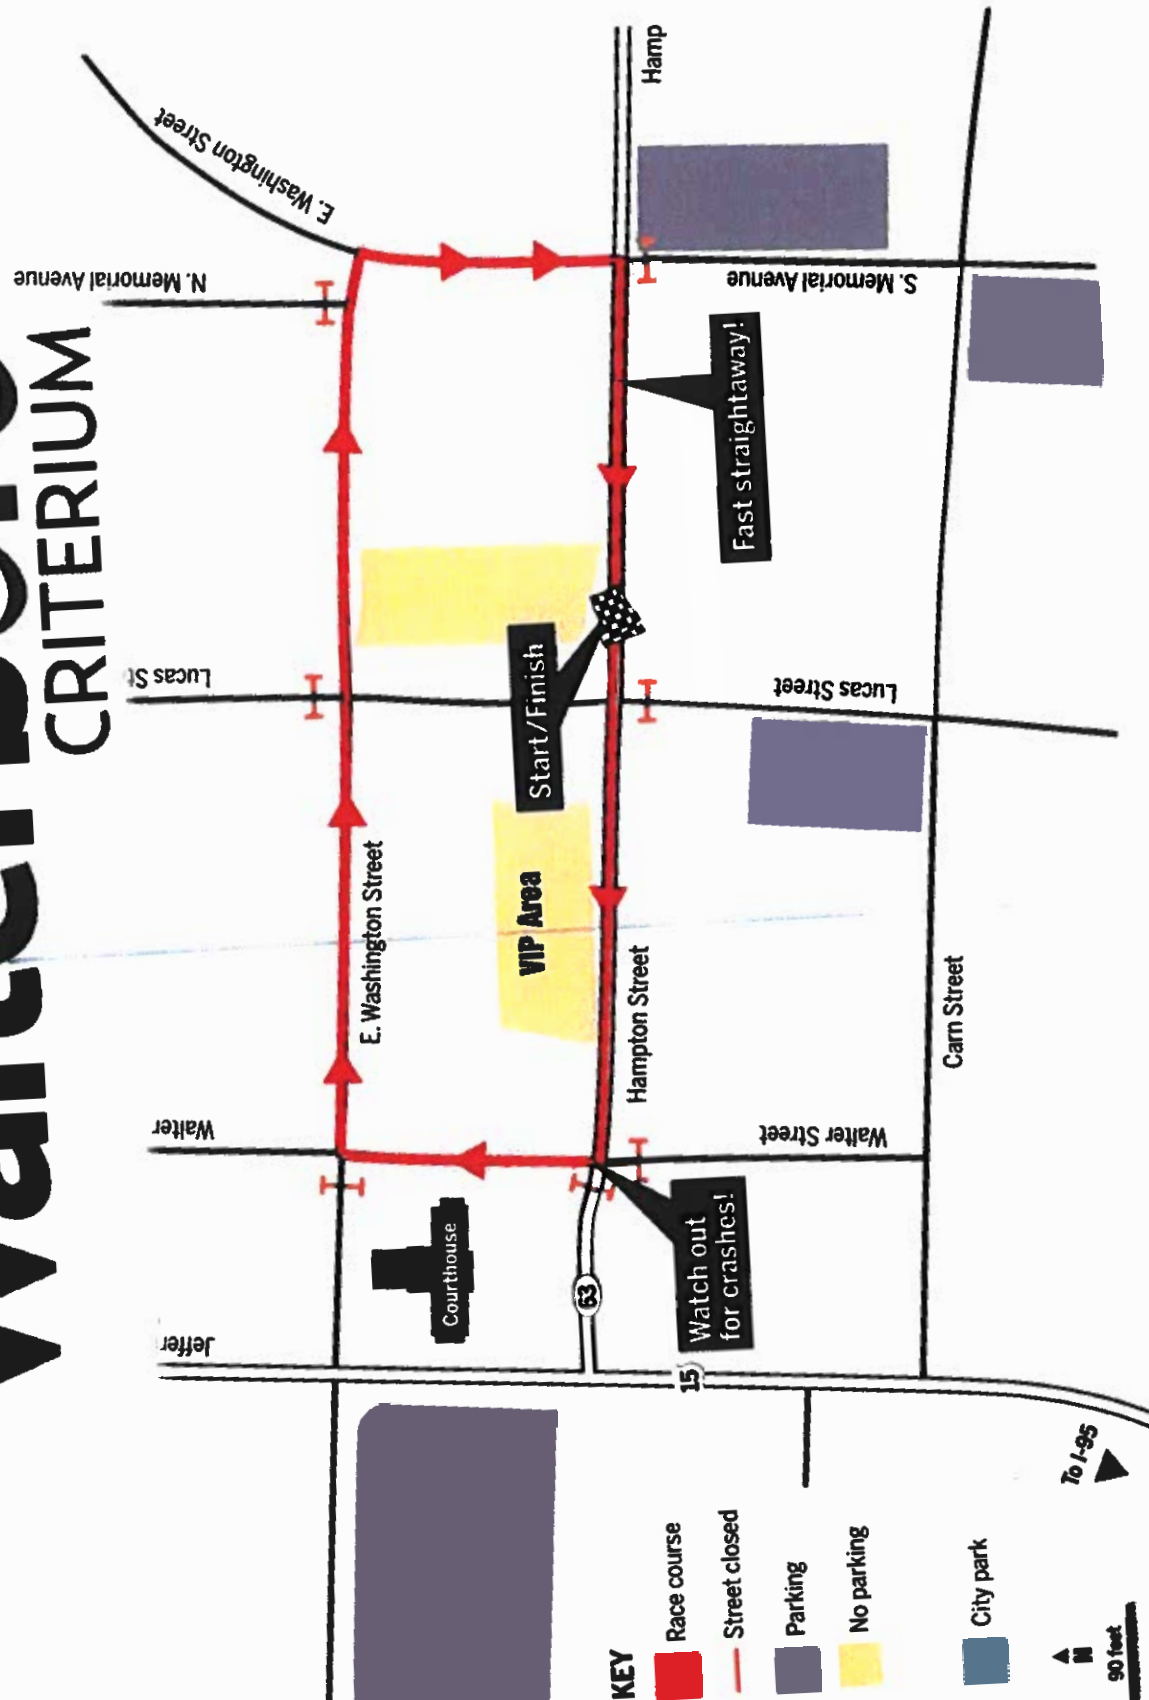 CRITERIUM
E. Washington Street
N. Memorial Avenue
Hamp
S. Memorial Avenue
Fast straightaway!
Lucas St
Lucas Street
Start/Finish
VIP Area
E. Washington Street
Hampton Street
Carn Street
Walter
Walter Street
Courthouse
63
Watch out
for crashes!
Jeffer
15
To I-95
KEY
Race course
Street closed
Parking
No parking
City park
N
90 feet